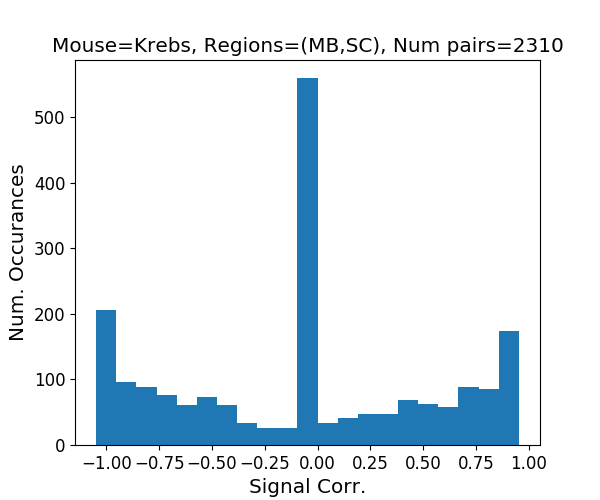 Mouse=Krebs, Regions=(MB,SC), Num pairs=2310
500
400
300
200
100
0
Num. Occurances
−1.00 −0.75 −0.50 −0.25 0.00 0.25 0.50 0.75 1.00
Signal Corr.